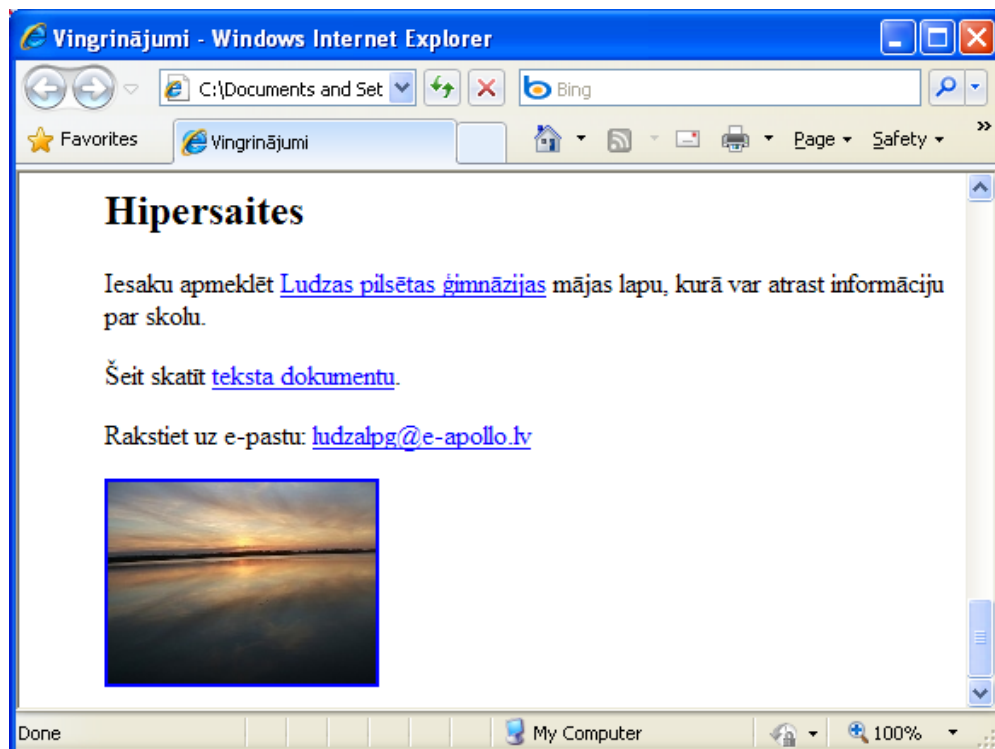 Vingrinājumi - Windows Internet Explorer
C:\Documents and Set
Bing
Favorites
Vingrinājumi
Page
Safety
»
Hipersaites
Iesaku apmeklēt Ludzas pilsētas ģimnāzijas mājas lapu, kurā var atrast informāciju
par skolu.
Šeit skatīt teksta dokumentu.
Rakstiet uz e-pastu: ludzalpg@e-apollo.lv
Done
My Computer
100%